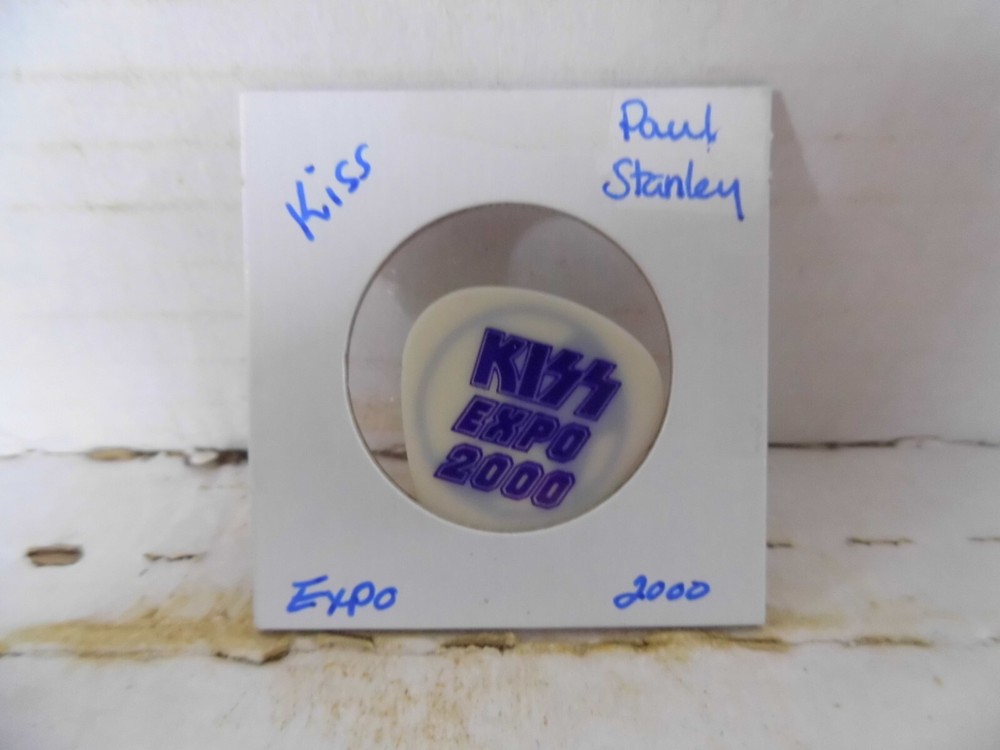 Kiss
Paul
Stanley
KISS
EXPO
2000
Expo
2000